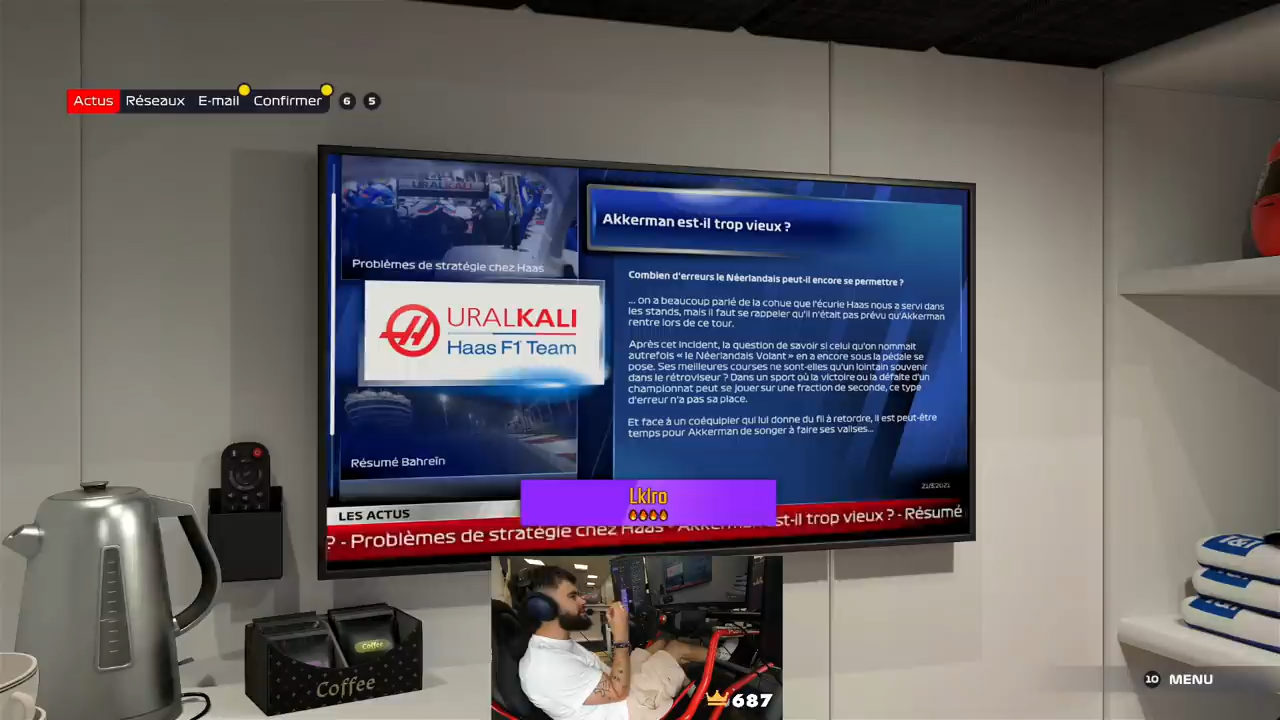 Actus Réseaux E-mail Confirmer 6 5
URALKALI
Problèmes de stratégie chez Haas
URALKALI
Haas F1 Team
Résumé Bahreïn
Akkerman est-il trop vieux ?
Combien d'erreurs le Néerlandais peut-il encore se permettre ?
... on a beaucoup parlé de la cohue que l'écurie Haas nous a servi dans
les stands, mais il faut se rappeler qu'il n'était pas prévu qu'Akkerman
rentre lors de ce tour.
Après cet incident, la question de savoir si celui qu'on nommait
autrefois « le Néerlandais Volant » en a encore sous la pédale se
pose. Ses meilleures courses ne sont-elles qu'un lointain souvenir
dans le rétroviseur ? Dans un sport où la victoire ou la défaite d'un
championnat peut se jouer sur une fraction de seconde, ce type
d'erreur n'a pas sa place.
Et face à un coéquipier qui lui donne du fil à retordre, il est peut-être
temps pour Akkerman de songer à faire ses valises...
21/3/2021
LES ACTUS
? - Problèmes de stratégie chez Haas - Akkerman est-il trop vieux ? - Résumé
Lklro
Coffee
Coffee
1&1
687
10 MENU